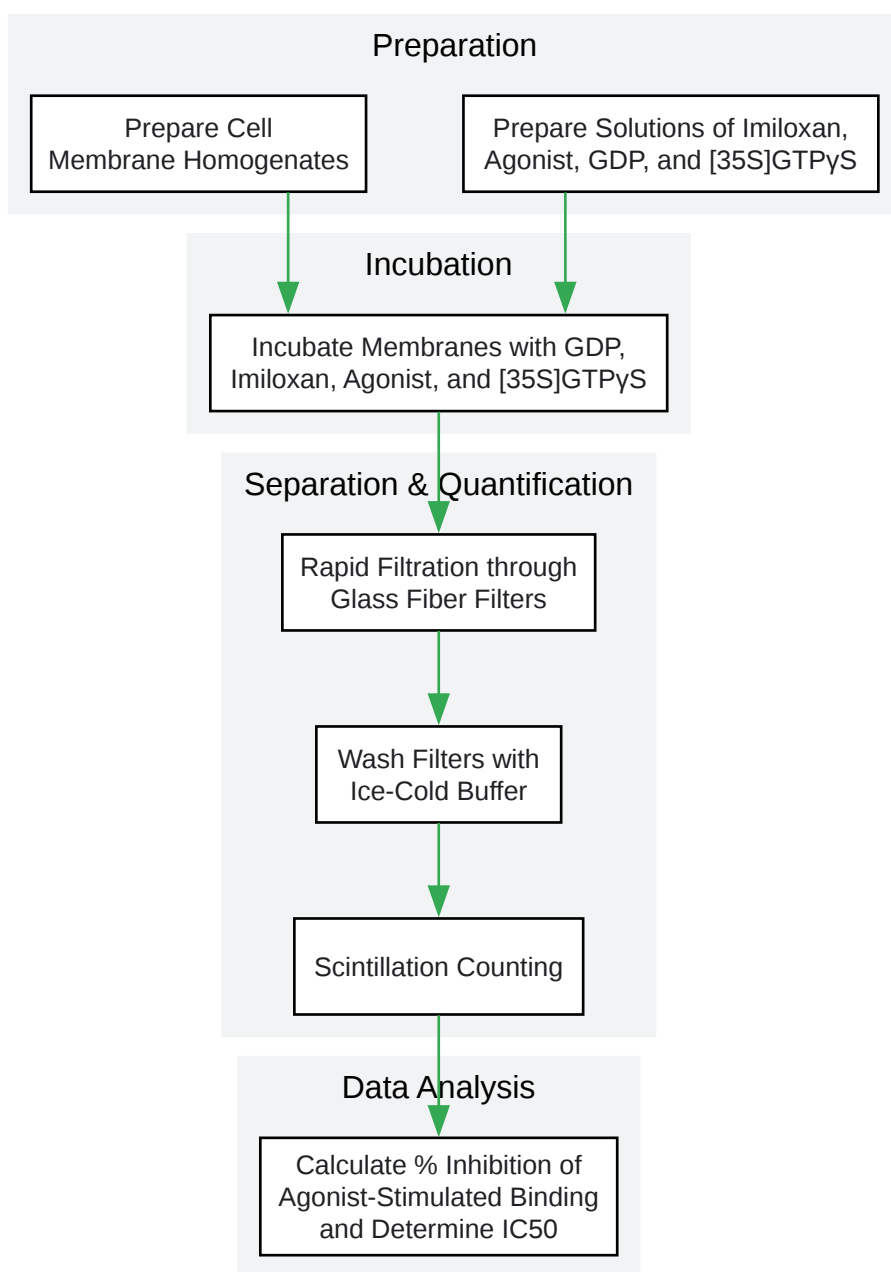 Preparation
Prepare Cell
Membrane Homogenates
Prepare Solutions of Imiloxan,
Agonist, GDP, and [35S]GTPγS
Incubation
Incubate Membranes with GDP,
Imiloxan, Agonist, and [35S]GTPγS
Separation & Quantification
Rapid Filtration through
Glass Fiber Filters
Wash Filters with
Ice-Cold Buffer
Scintillation Counting
Data Analysis
Calculate % Inhibition of
Agonist-Stimulated Binding
and Determine IC50